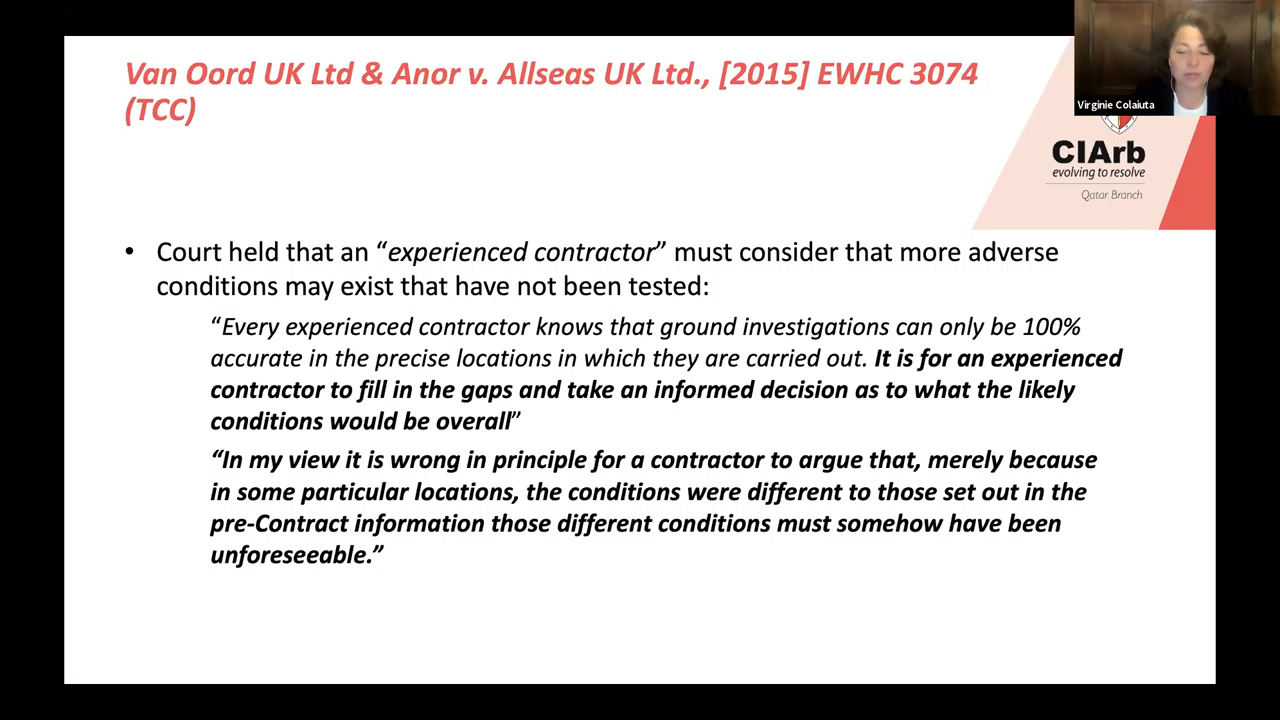 Van Oord UK Ltd & Anor v. Allseas UK Ltd., [2015] EWHC 3074
(TCC)
Virginie Colaiuta
CIArb
evolving to resolve
Qatar Branch
• Court held that an “experienced contractor” must consider that more adverse
conditions may exist that have not been tested:
“Every experienced contractor knows that ground investigations can only be 100%
accurate in the precise locations in which they are carried out. It is for an experienced
contractor to fill in the gaps and take an informed decision as to what the likely
conditions would be overall”
“In my view it is wrong in principle for a contractor to argue that, merely because
in some particular locations, the conditions were different to those set out in the
pre-Contract information those different conditions must somehow have been
unforeseeable.”